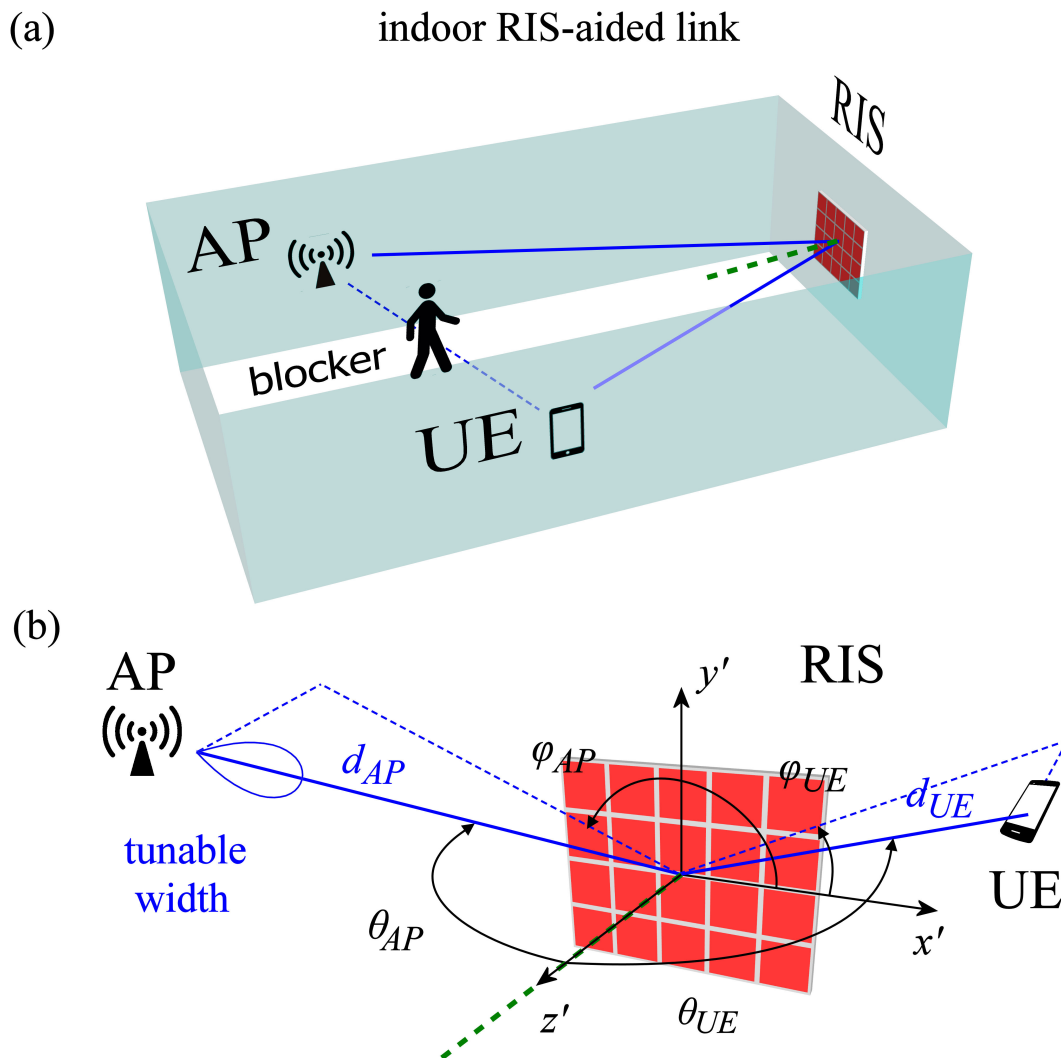 (a)
indoor RIS-aided link
RIS
AP
blocker
UE
(b)
AP
RIS
y'
φAP
φUE
dAP
dUE
tunable
width
UE
θAP
x'
z'
θUE